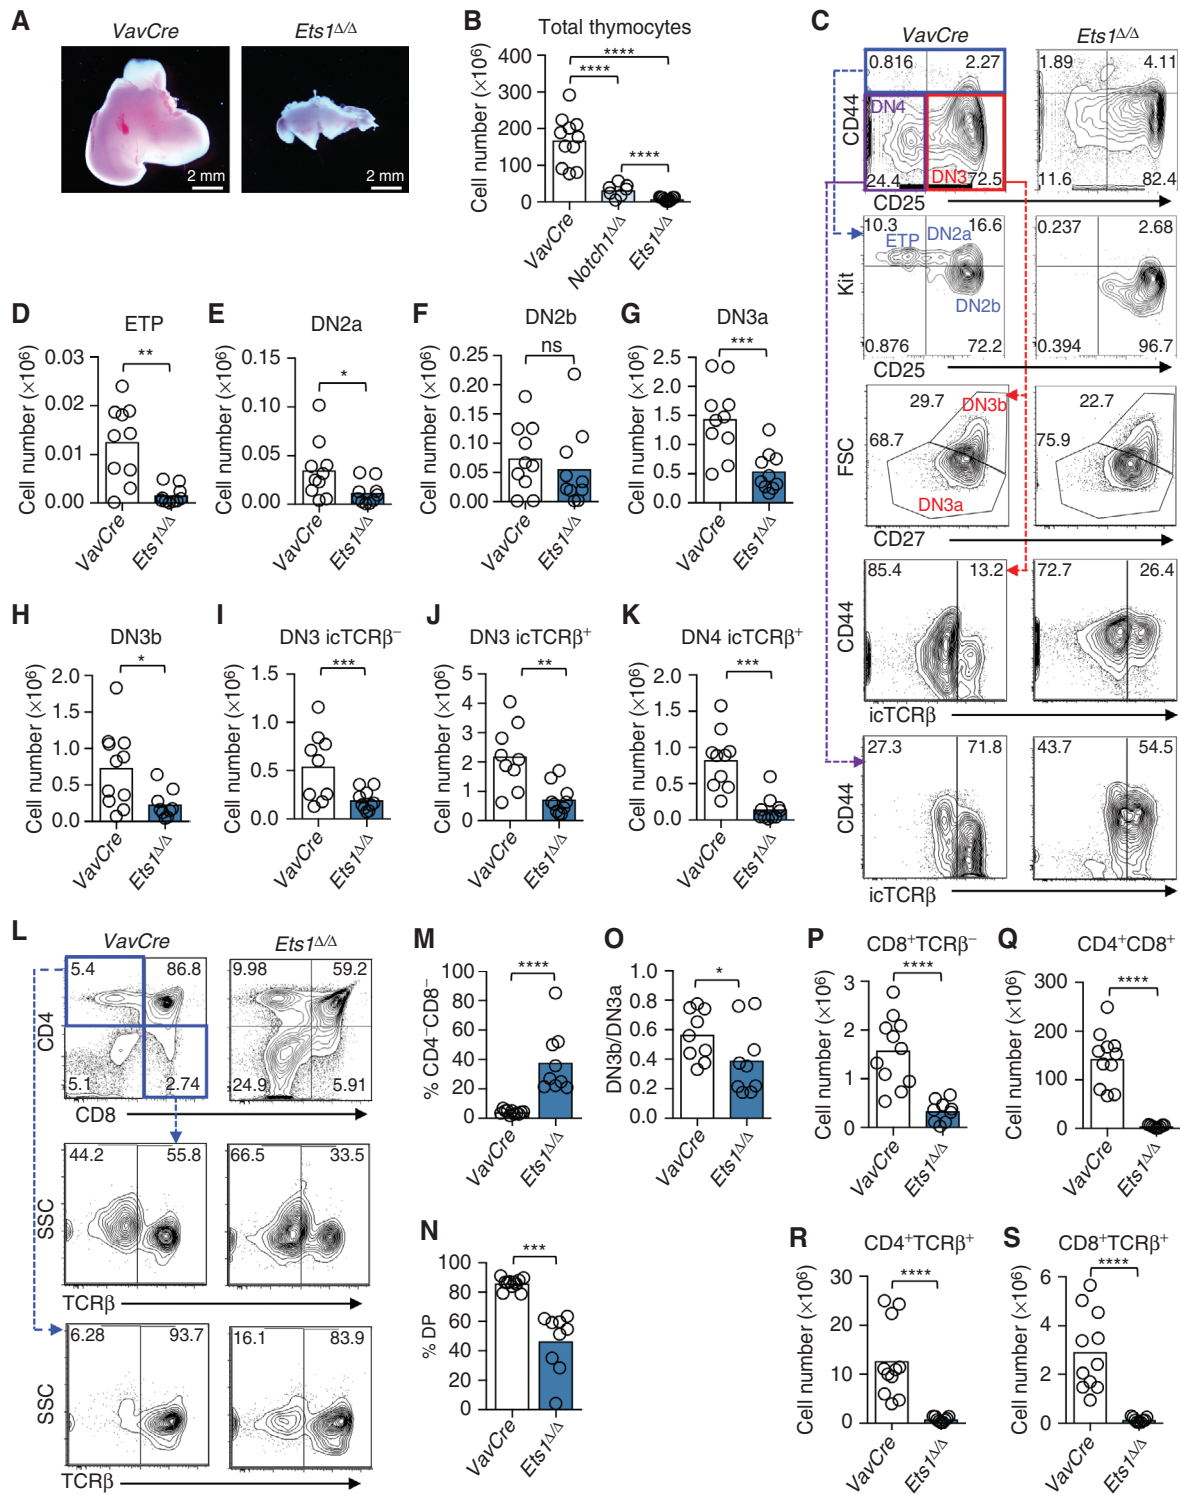 A
VavCre
Ets1Δ/Δ
2 mm
2 mm
B
Total thymocytes
Cell number (×10⁶)
400
300
200
100
0
****
****
****
VavCre
Notch1Δ/Δ
Ets1Δ/Δ
C
VavCre
Ets1Δ/Δ
0.816
2.27
DN4
DN3
24.4
72.5
1.89
4.11
11.6
82.4
CD44
CD25
10.3
16.6
ETP
DN2a
DN2b
0.876
72.2
0.237
2.68
0.394
96.7
Kit
CD25
29.7
DN3b
68.7
DN3a
22.7
75.9
FSC
CD27
85.4
13.2
72.7
26.4
CD44
icTCRβ
27.3
71.8
43.7
54.5
CD44
icTCRβ
D
ETP
Cell number (×10⁶)
0.03
0.02
0.01
0.00
**
VavCre
Ets1Δ/Δ
E
DN2a
Cell number (×10⁶)
0.15
0.10
0.05
0.00
*
VavCre
Ets1Δ/Δ
F
DN2b
Cell number (×10⁶)
0.25
0.20
0.15
0.10
0.05
0.00
ns
VavCre
Ets1Δ/Δ
G
DN3a
Cell number (×10⁶)
2.5
2.0
1.5
1.0
0.5
0.0
***
VavCre
Ets1Δ/Δ
H
DN3b
Cell number (×10⁶)
2.0
1.5
1.0
0.5
0.0
*
VavCre
Ets1Δ/Δ
I
DN3 icTCRβ⁻
Cell number (×10⁶)
1.5
1.0
0.5
0.0
***
VavCre
Ets1Δ/Δ
J
DN3 icTCRβ⁺
Cell number (×10⁶)
5
4
3
2
1
0
**
VavCre
Ets1Δ/Δ
K
DN4 icTCRβ⁺
Cell number (×10⁶)
2.0
1.5
1.0
0.5
0.0
***
VavCre
Ets1Δ/Δ
L
VavCre
Ets1Δ/Δ
5.4
86.8
5.1
2.74
9.98
59.2
24.9
5.91
CD4
CD8
44.2
55.8
66.5
33.5
SSC
TCRβ
6.28
93.7
16.1
83.9
SSC
TCRβ
M
% CD4⁻CD8⁻
100
80
60
40
20
0
****
VavCre
Ets1Δ/Δ
N
% DP
100
80
60
40
20
0
***
VavCre
Ets1Δ/Δ
O
DN3b/DN3a
1.0
0.8
0.6
0.4
0.2
0.0
*
VavCre
Ets1Δ/Δ
P
CD8⁺TCRβ⁻
Cell number (×10⁶)
3
2
1
0
****
VavCre
Ets1Δ/Δ
Q
CD4⁺CD8⁺
Cell number (×10⁶)
300
200
100
0
****
VavCre
Ets1Δ/Δ
R
CD4⁺TCRβ⁺
Cell number (×10⁶)
30
20
10
0
****
VavCre
Ets1Δ/Δ
S
CD8⁺TCRβ⁺
Cell number (×10⁶)
6
4
2
0
****
VavCre
Ets1Δ/Δ